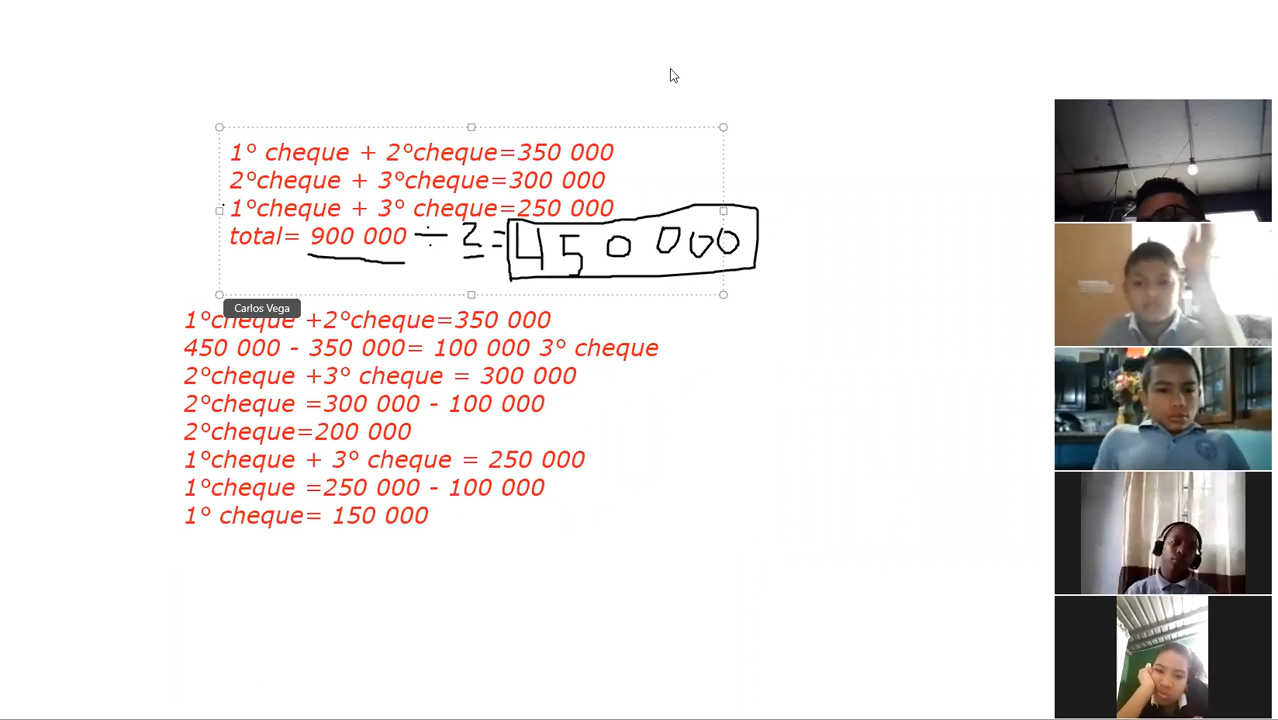 1° cheque + 2°cheque=350 000
2°cheque + 3°cheque=300 000
1°cheque + 3° cheque=250 000
total= 900 000 ÷ 2 = 450 000
Carlos Vega
1°cheque +2°cheque=350 000
450 000 - 350 000= 100 000 3° cheque
2°cheque +3° cheque = 300 000
2°cheque =300 000 - 100 000
2°cheque=200 000
1°cheque + 3° cheque = 250 000
1°cheque =250 000 - 100 000
1° cheque= 150 000